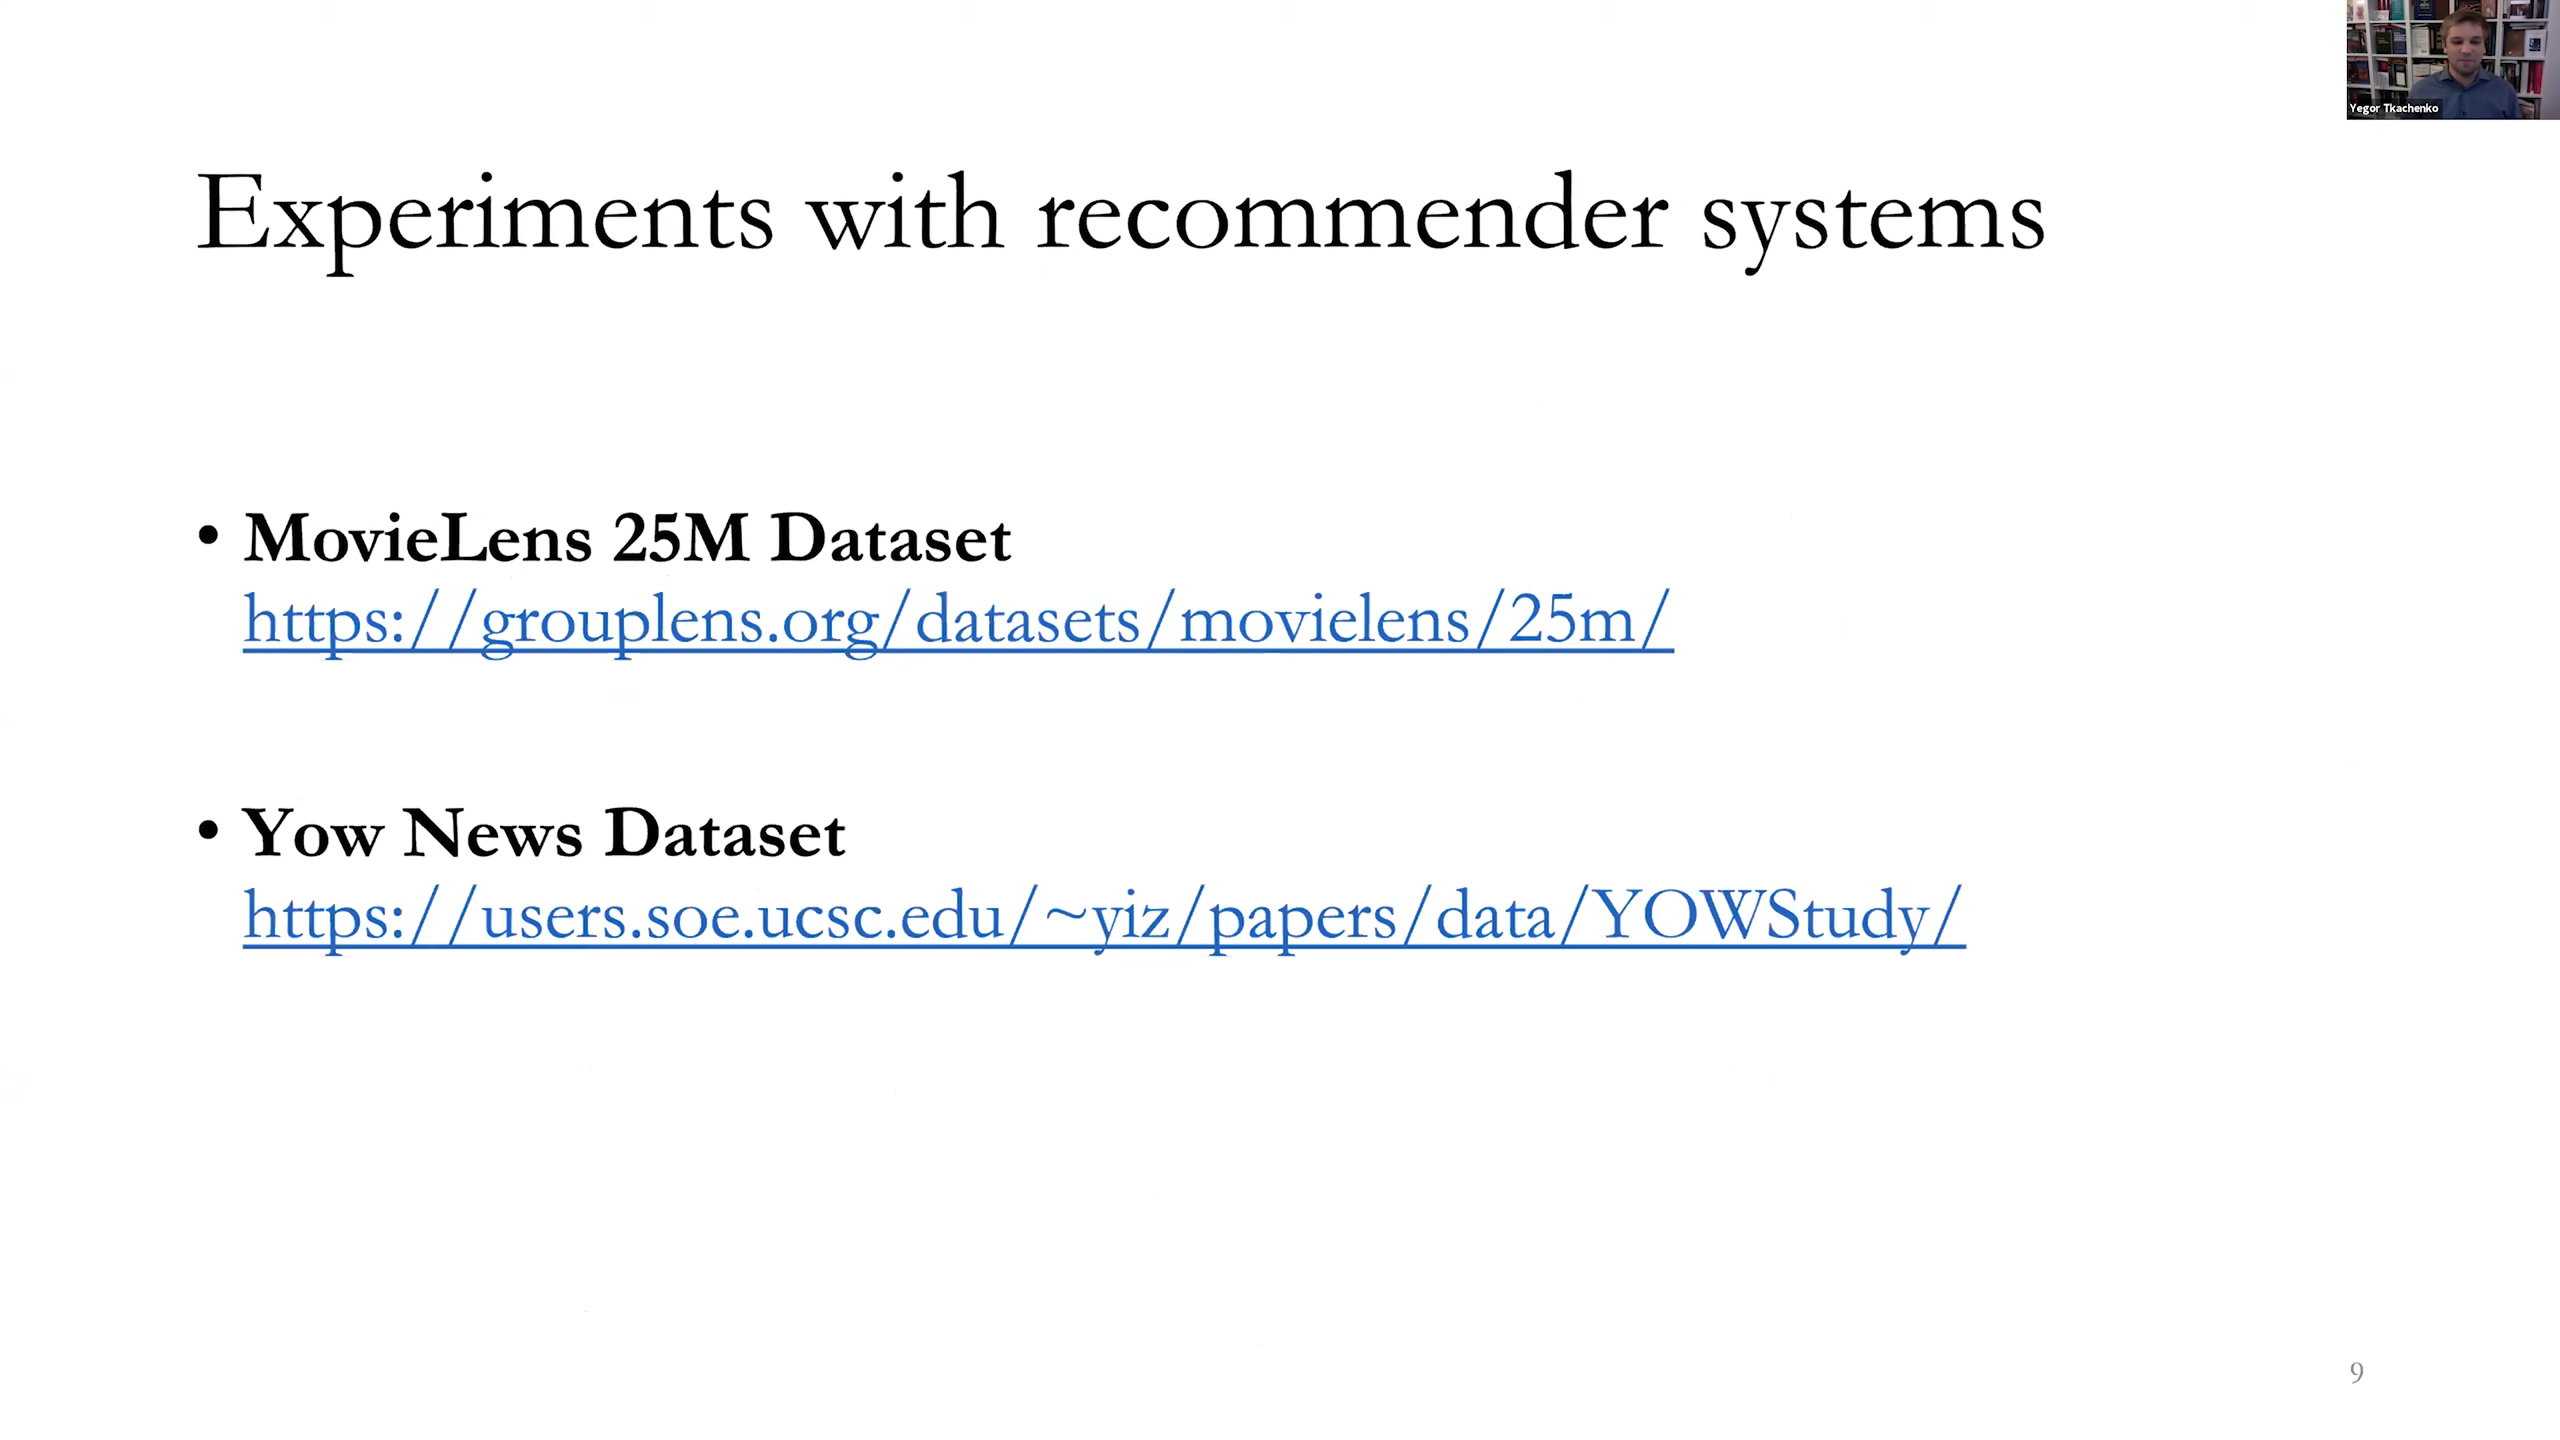 Yegor Tkachenko
Experiments with recommender systems
• MovieLens 25M Dataset
https://grouplens.org/datasets/movielens/25m/
• Yow News Dataset
https://users.soe.ucsc.edu/~yiz/papers/data/YOWStudy/
9